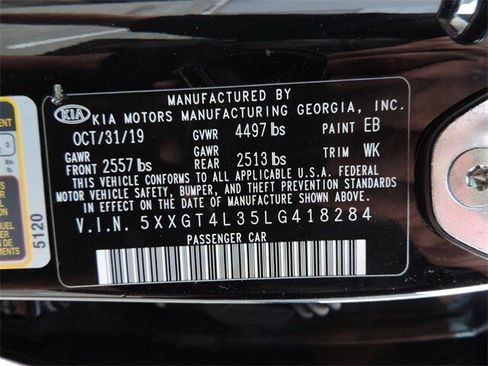 MANUFACTURED BY
KIA KIA MOTORS MANUFACTURING GEORGIA, INC.
OCT/31/19 GVWR 4497 lbs PAINT EB
GAWR FRONT 2557 lbs GAWR REAR 2513 lbs TRIM WK
THIS VEHICLE CONFORMS TO ALL APPLICABLE U.S.A. FEDERAL
MOTOR VEHICLE SAFETY, BUMPER, AND THEFT PREVENTION STANDARDS
IN EFFECT ON THE DATE OF MANUFACTURE SHOWN ABOVE.
V.I.N. 5XXGT4L35LG418284
PASSENGER CAR
5120